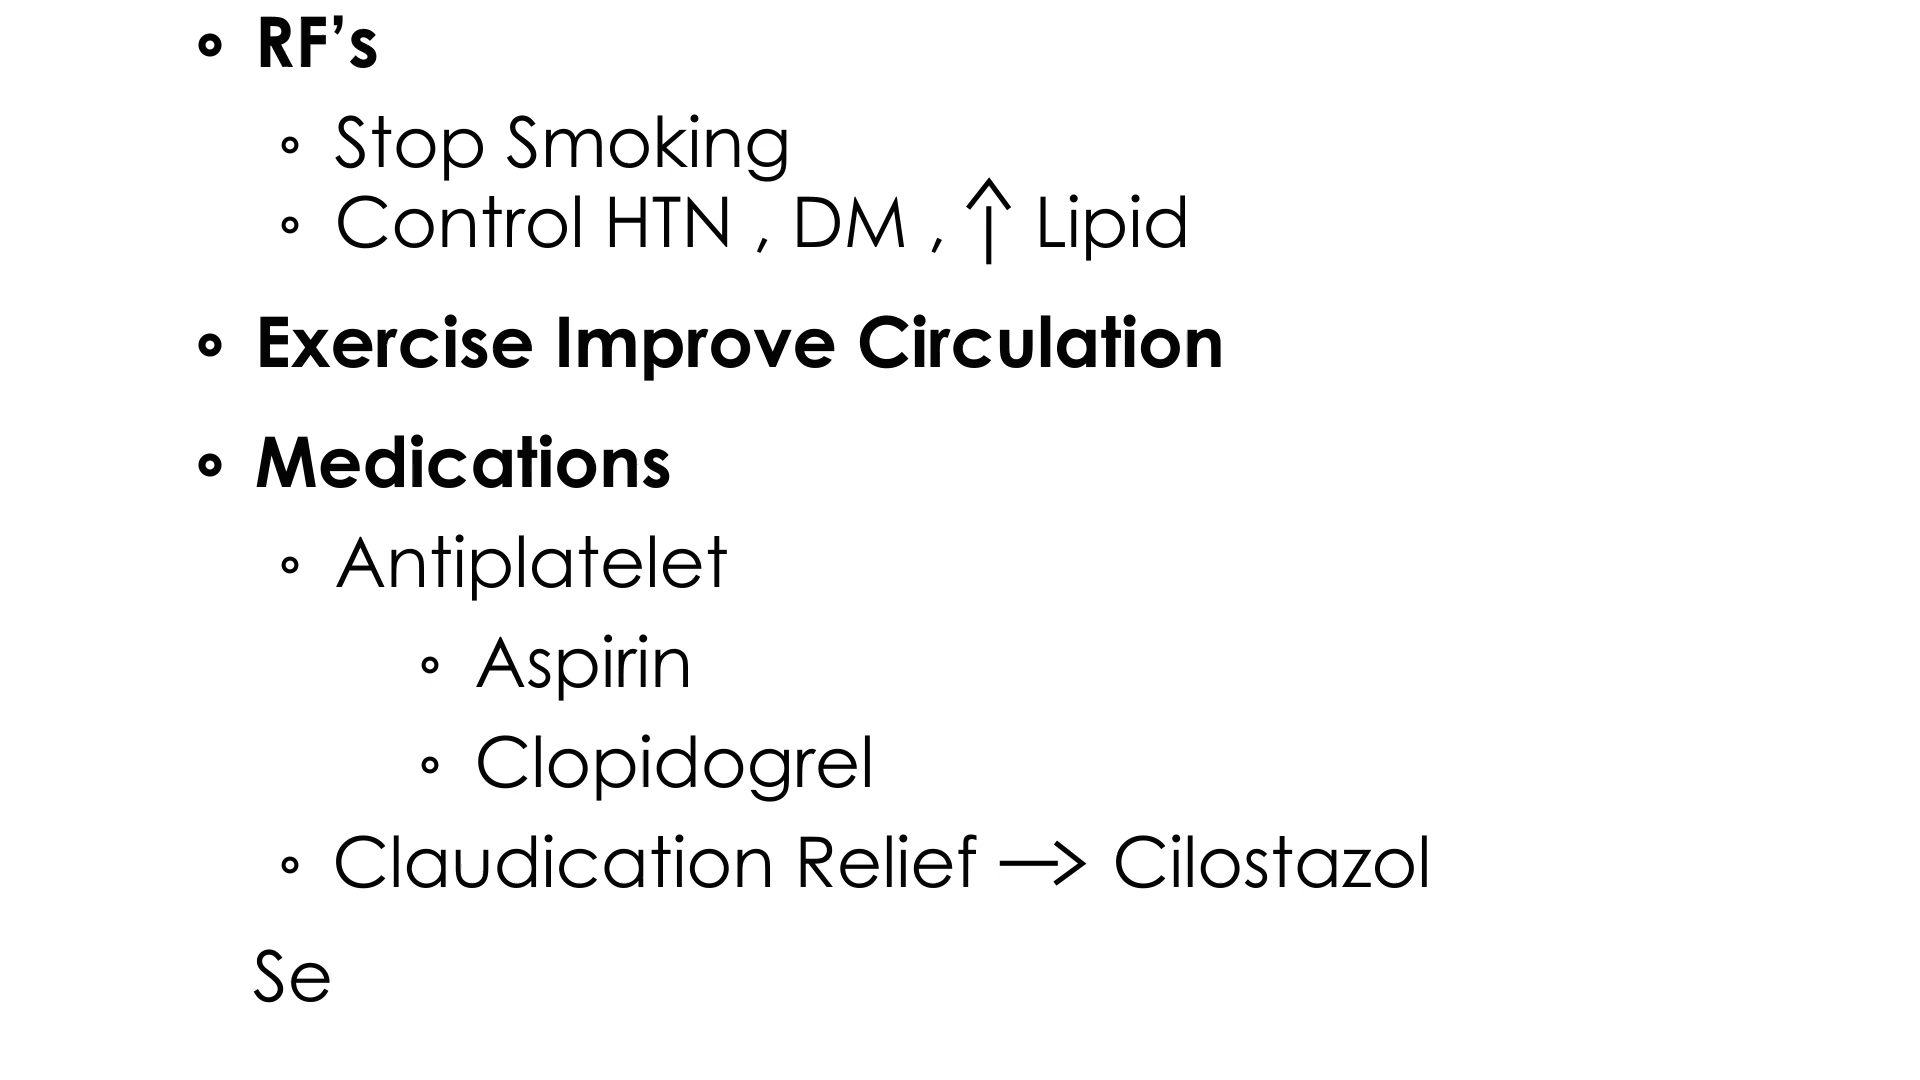 ∘ RF’s
∘ Stop Smoking
∘ Control HTN , DM , ↑ Lipid
∘ Exercise Improve Circulation
∘ Medications
∘ Antiplatelet
∘ Aspirin
∘ Clopidogrel
∘ Claudication Relief → Cilostazol
Se